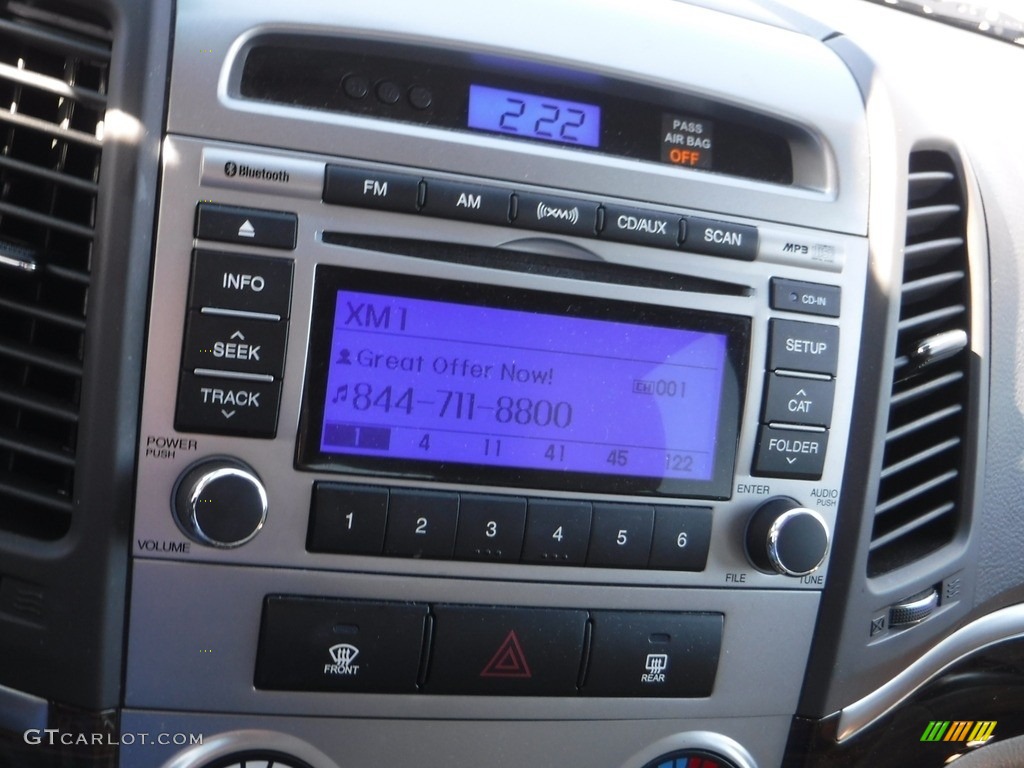 2:22
PASS
AIR BAG
OFF
Bluetooth
FM
AM
((XM))
CD/AUX
SCAN
MP3
INFO
CD-IN
SEEK
SETUP
TRACK
CAT
FOLDER
XM1
Great Offer Now!
CH 001
844-711-8800
1 4 11 41 45 122
POWER
PUSH
VOLUME
1 2 3 4 5 6
ENTER
AUDIO
PUSH
FILE
TUNE
FRONT
REAR
GTCARLOT.COM